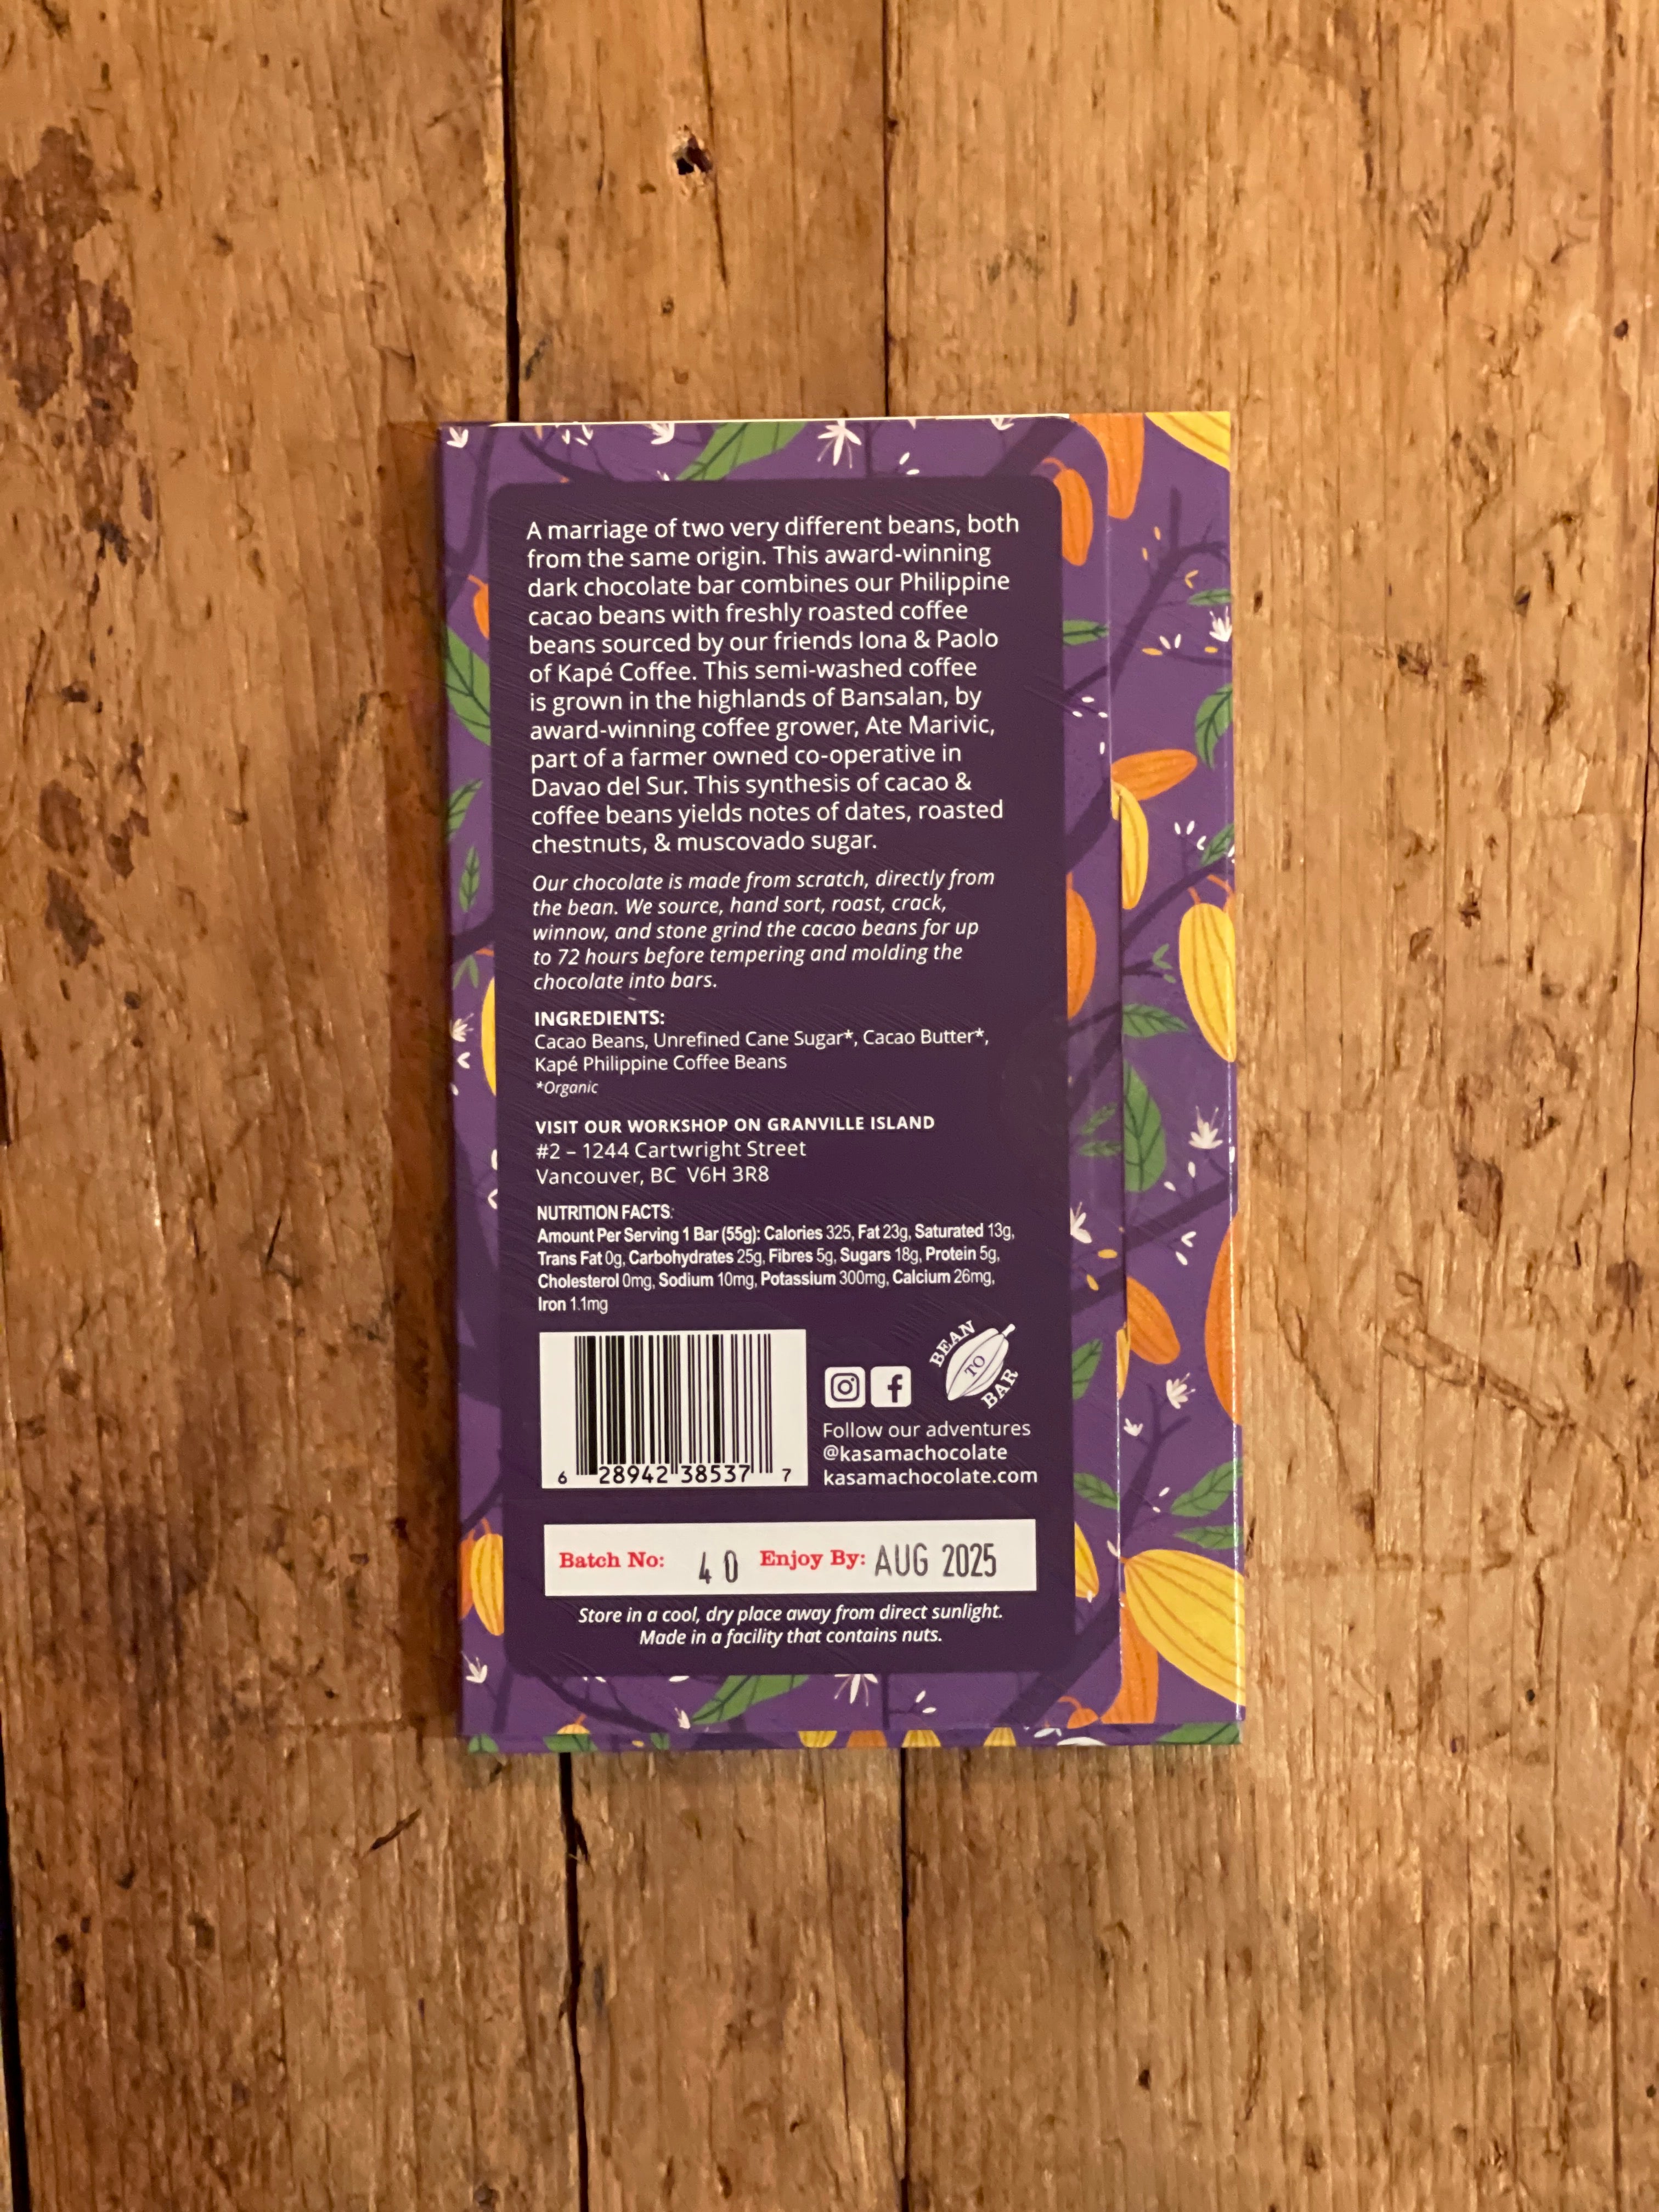 A marriage of two very different beans, both
from the same origin. This award-winning
dark chocolate bar combines our Philippine
cacao beans with freshly roasted coffee
beans sourced by our friends Iona & Paolo
of Kapé Coffee. This semi-washed coffee
is grown in the highlands of Bansalan, by
award-winning coffee grower, Ate Marivic,
part of a farmer owned co-operative in
Davao del Sur. This synthesis of cacao &
coffee beans yields notes of dates, roasted
chestnuts, & muscovado sugar.
Our chocolate is made from scratch, directly from
the bean. We source, hand sort, roast, crack,
winnow, and stone grind the cacao beans for up
to 72 hours before tempering and molding the
chocolate into bars.
INGREDIENTS:
Cacao Beans, Unrefined Cane Sugar*, Cacao Butter*,
Kapé Philippine Coffee Beans
*Organic
VISIT OUR WORKSHOP ON GRANVILLE ISLAND
#2 – 1244 Cartwright Street
Vancouver, BC V6H 3R8
NUTRITION FACTS:
Amount Per Serving 1 Bar (55g): Calories 325, Fat 23g, Saturated 13g,
Trans Fat 0g, Carbohydrates 25g, Fibres 5g, Sugars 18g, Protein 5g,
Cholesterol 0mg, Sodium 10mg, Potassium 300mg, Calcium 26mg,
Iron 1.1mg
6 28942 38537 7
BEAN
TO
BAR
Follow our adventures
@kasamachocolate
kasamachocolate.com
Batch No: 40 Enjoy By: AUG 2025
Store in a cool, dry place away from direct sunlight.
Made in a facility that contains nuts.